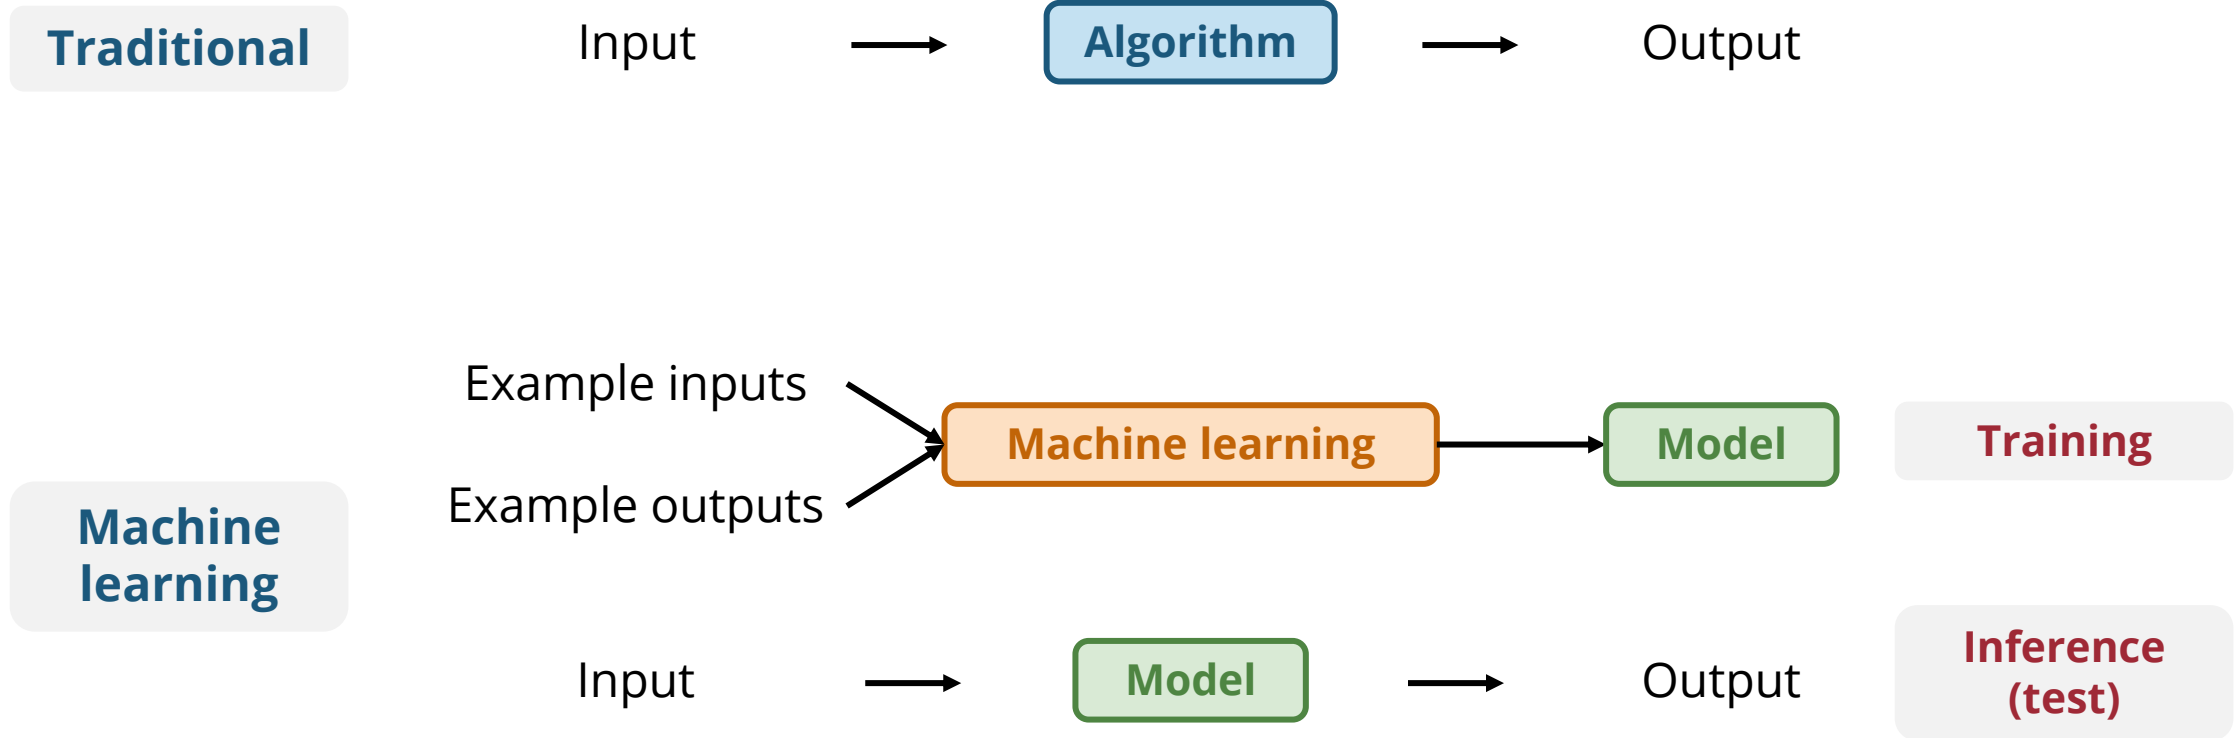 Traditional
Input
Algorithm
Output
Example inputs
Example outputs
Machine learning
Model
Training
Machine
learning
Input
Model
Output
Inference
(test)